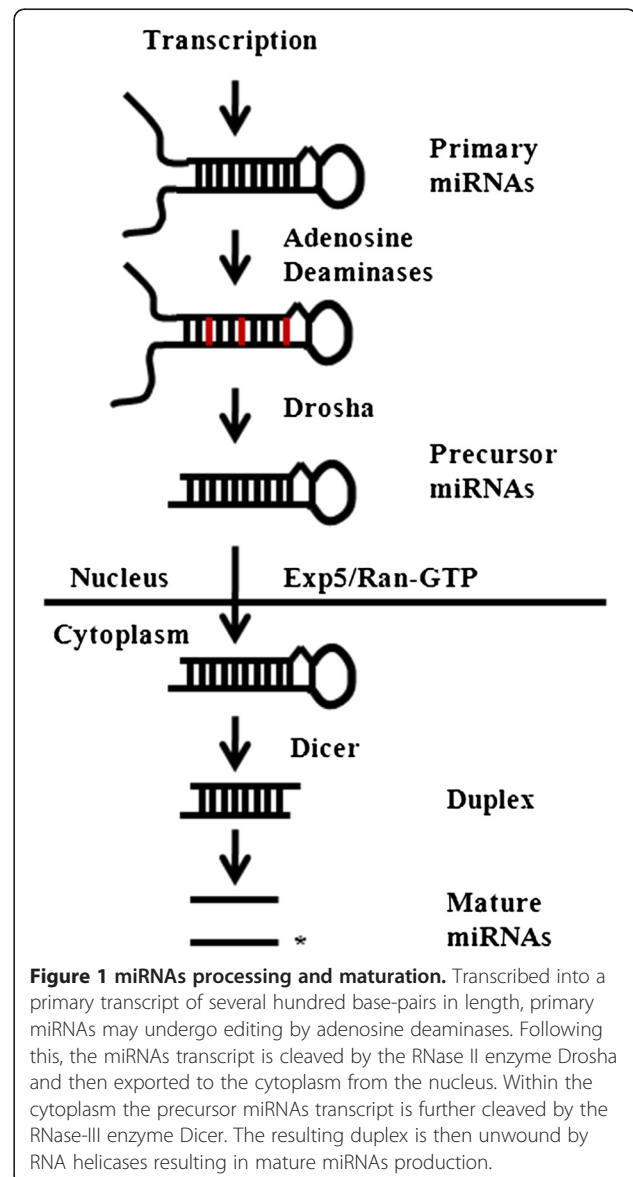 Transcription
Primary
miRNAs
Adenosine
Deaminases
Drosha
Precursor
miRNAs
Nucleus Exp5/Ran-GTP
Cytoplasm
Dicer
Duplex
Mature
* miRNAs
Figure 1 miRNAs processing and maturation. Transcribed into a
primary transcript of several hundred base-pairs in length, primary
miRNAs may undergo editing by adenosine deaminases. Following
this, the miRNAs transcript is cleaved by the RNase II enzyme Drosha
and then exported to the cytoplasm from the nucleus. Within the
cytoplasm the precursor miRNAs transcript is further cleaved by the
RNase-III enzyme Dicer. The resulting duplex is then unwound by
RNA helicases resulting in mature miRNAs production.